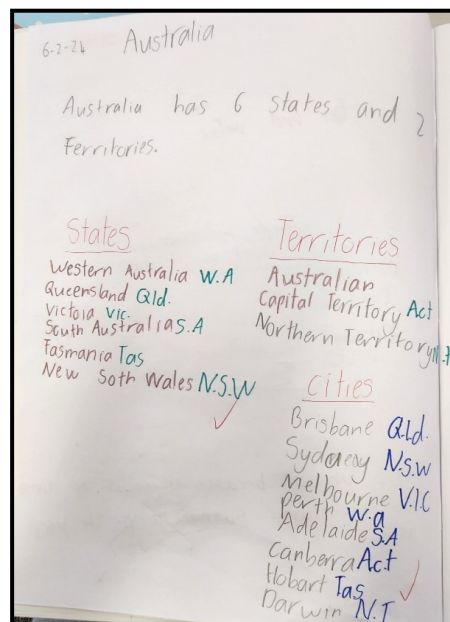 6-2-24 Australia
Australia has 6 states and 2
Ferritories.
States
Western Australia W.A
Queensland Qld.
Victoia Vic.
South Australia S.A
Tasmania Tas
New Soth Wales N.S.W
Territories
Australian
Capital Territory Act
Northern Territory N.T
Cities
Brisbane Qld.
N.S.W
Melbourne V.I.C
perth W.a
Adelaide S.A
Canberra Act
Hobart Tas
Darwin N.T